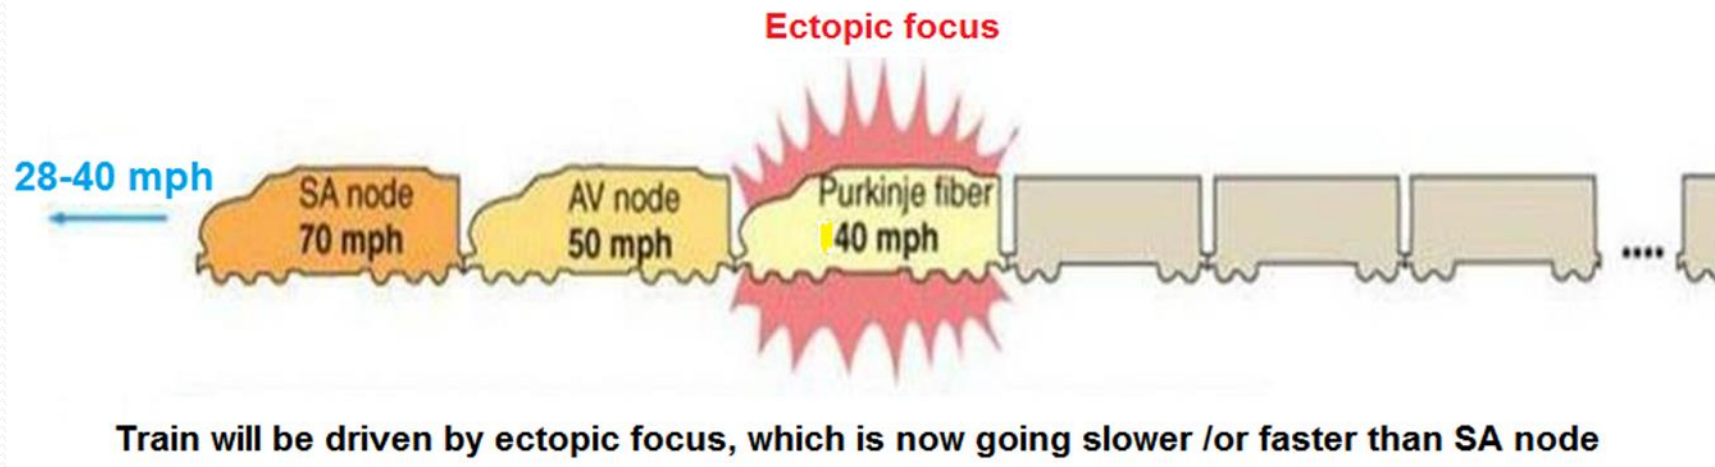 Ectopic focus
28-40 mph
SA node
70 mph
AV node
50 mph
Purkinje fiber
40 mph
....
Train will be driven by ectopic focus, which is now going slower /or faster than SA node